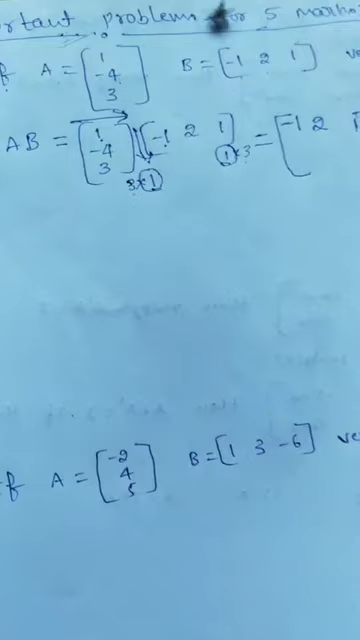 rtant problems for 5 marks
If A = [1 -4 3] B = [-1 2 1] ve
AB = [1 -4 3] [-1 2 1] = [-1 2
3×1 1×3
If A = [-2 4 5] B = [1 3 -6] ve